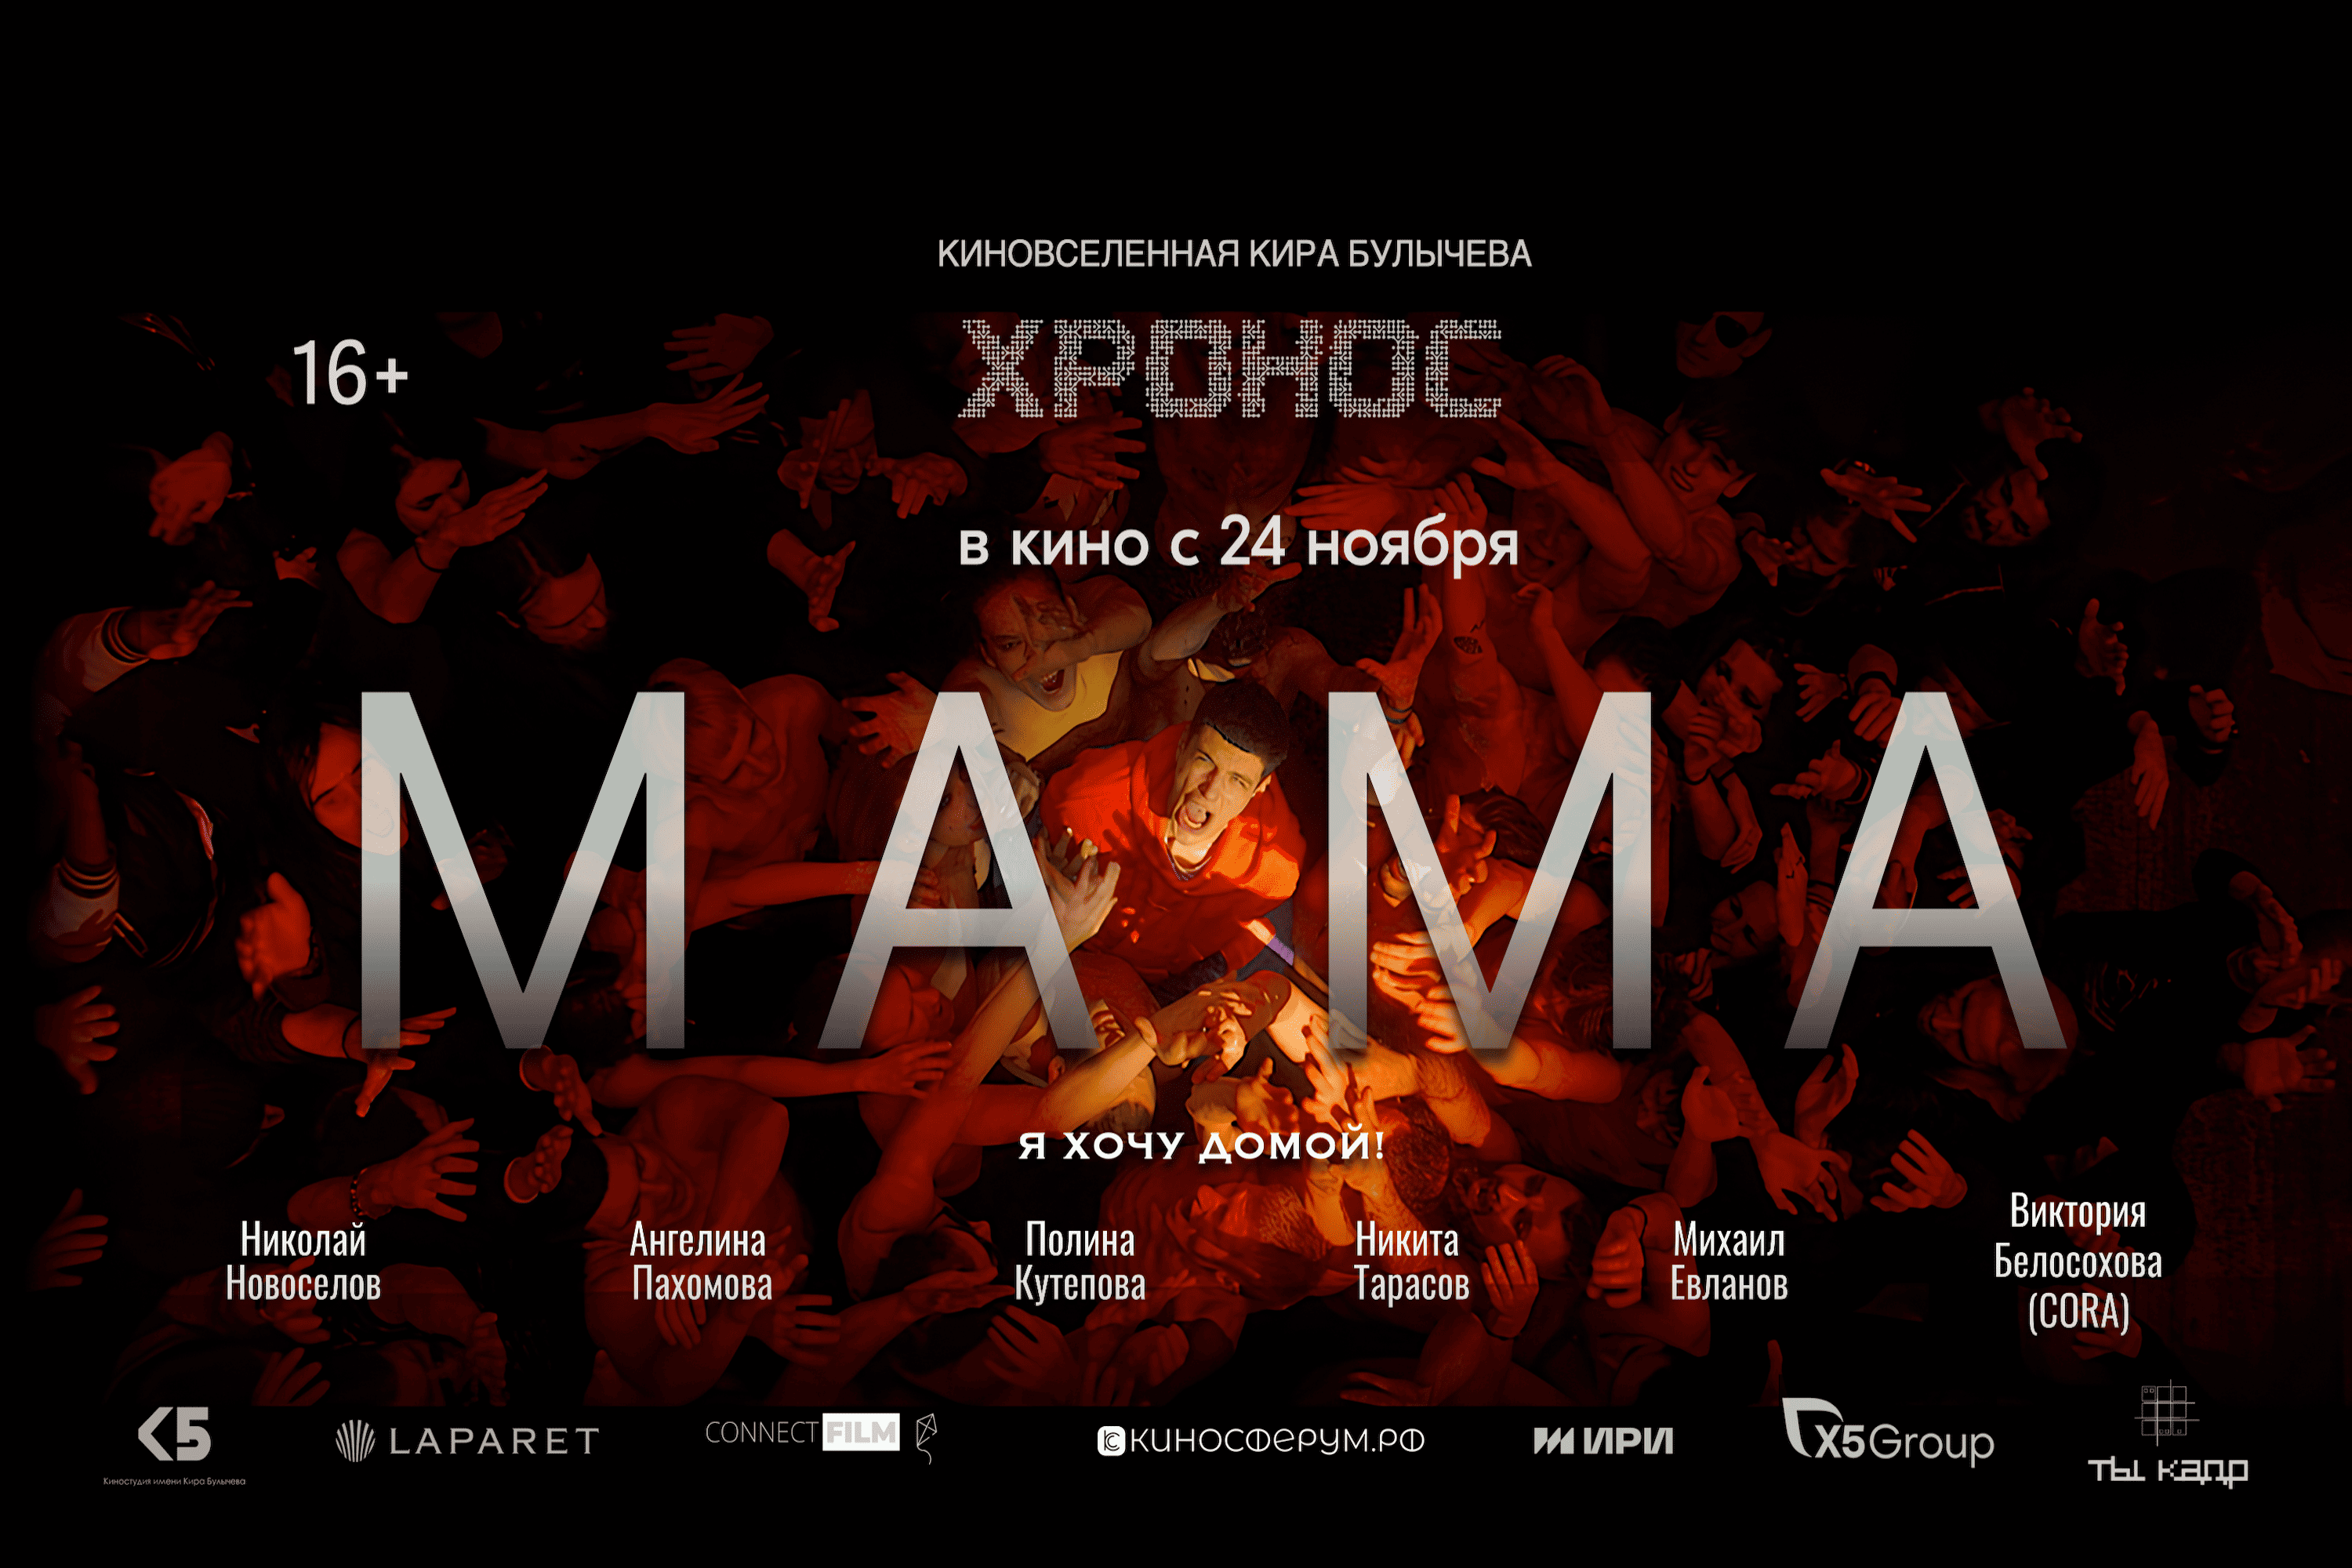 КИНОВСЕЛЕННАЯ КИРА БУЛЫЧЕВА
ХРОНОС
16+
в кино с 24 ноября
МАМА
Я ХОЧУ ДОМОЙ!
Николай
Новоселов
Ангелина
Пахомова
Полина
Кутепова
Никита
Тарасов
Михаил
Евланов
Виктория
Белосохова
(CORA)
КБ
Киностудия имени Кира Булычева
LAPARET
CONNECT FILM
КИНОСФЕРУМ.РФ
ИРИ
X5Group
ТЫ КАДР